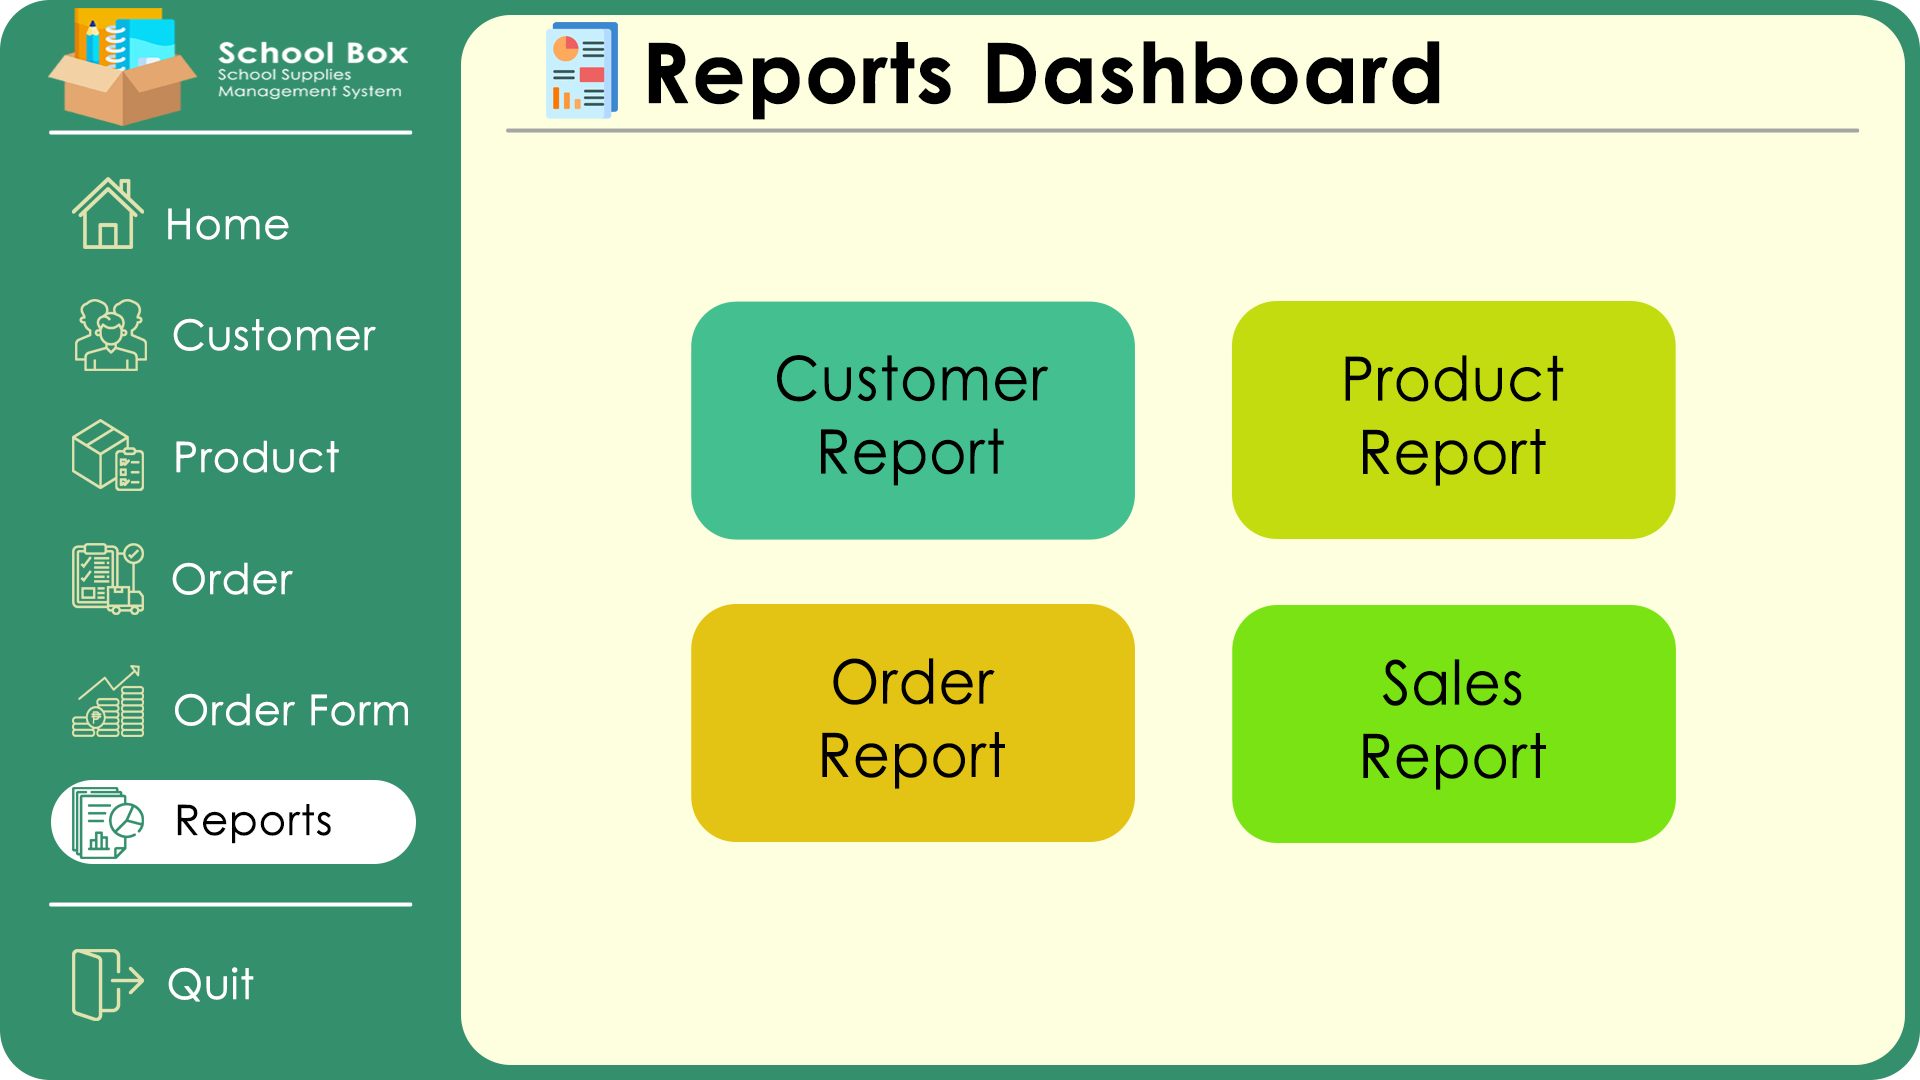 School Box
School Supplies
Management System
Home
Customer
Product
Order
Order Form
Reports
Quit
Reports Dashboard
Customer
Report
Product
Report
Order
Report
Sales
Report